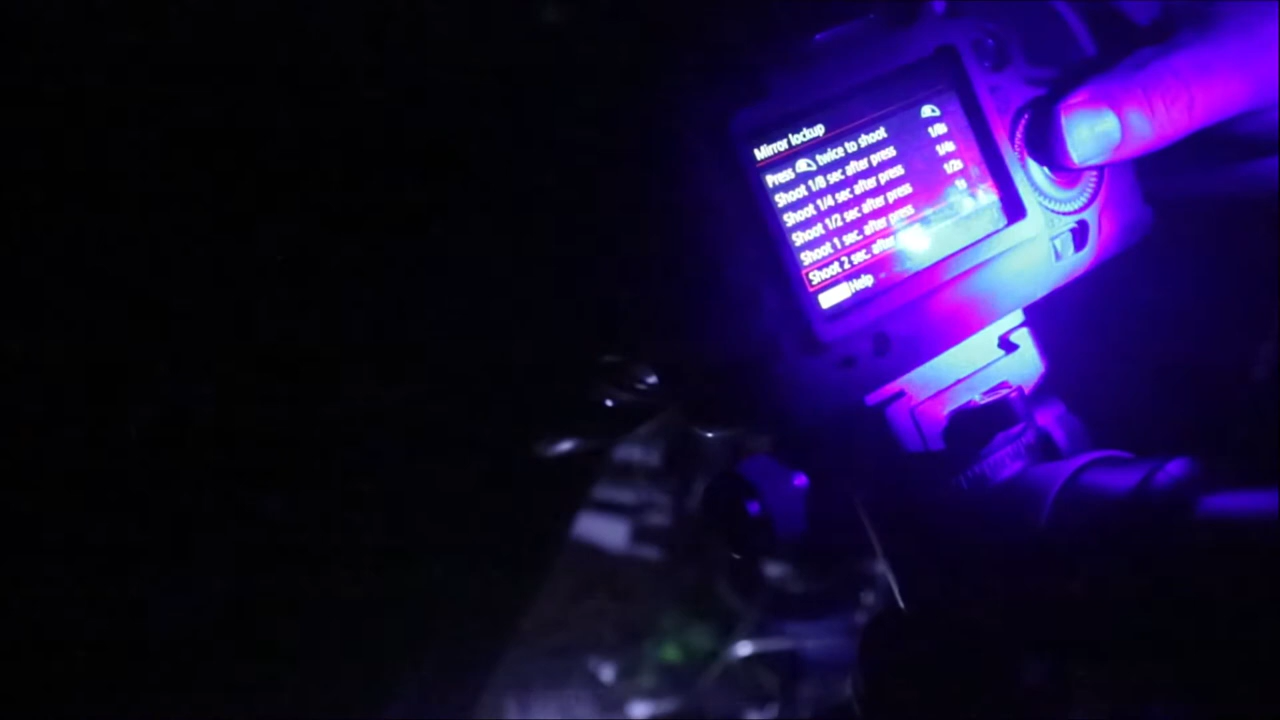 Mirror lockup
Press twice to shoot
Shoot 1/8 sec after press 1/8s
Shoot 1/4 sec after press 1/4s
Shoot 1/2 sec after press 1/2s
Shoot 1 sec. after press 1s
Shoot 2 sec. after
Help